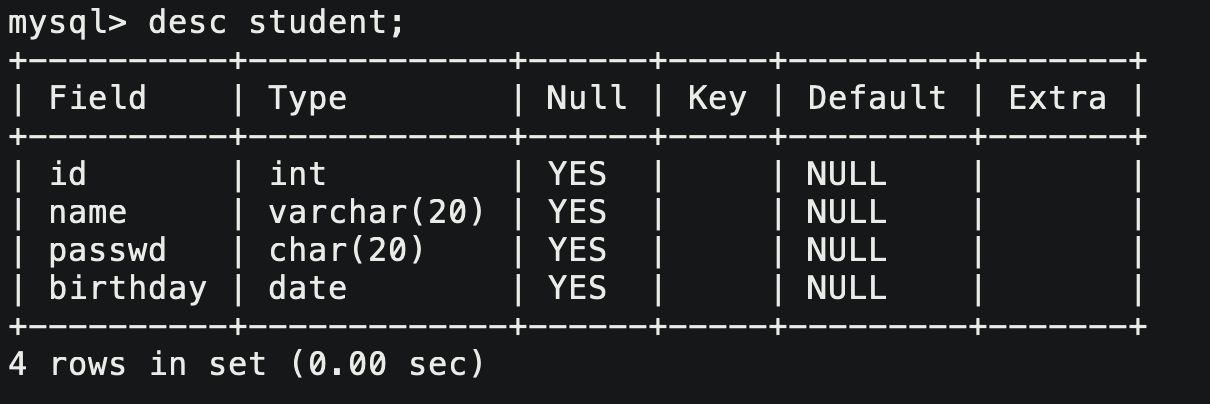 mysql> desc student;
+----------+-------------+------+-----+---------+-------+
| Field    | Type        | Null | Key | Default | Extra |
+----------+-------------+------+-----+---------+-------+
| id       | int         | YES  |     | NULL    |       |
| name     | varchar(20) | YES  |     | NULL    |       |
| passwd   | char(20)    | YES  |     | NULL    |       |
| birthday | date        | YES  |     | NULL    |       |
+----------+-------------+------+-----+---------+-------+
4 rows in set (0.00 sec)